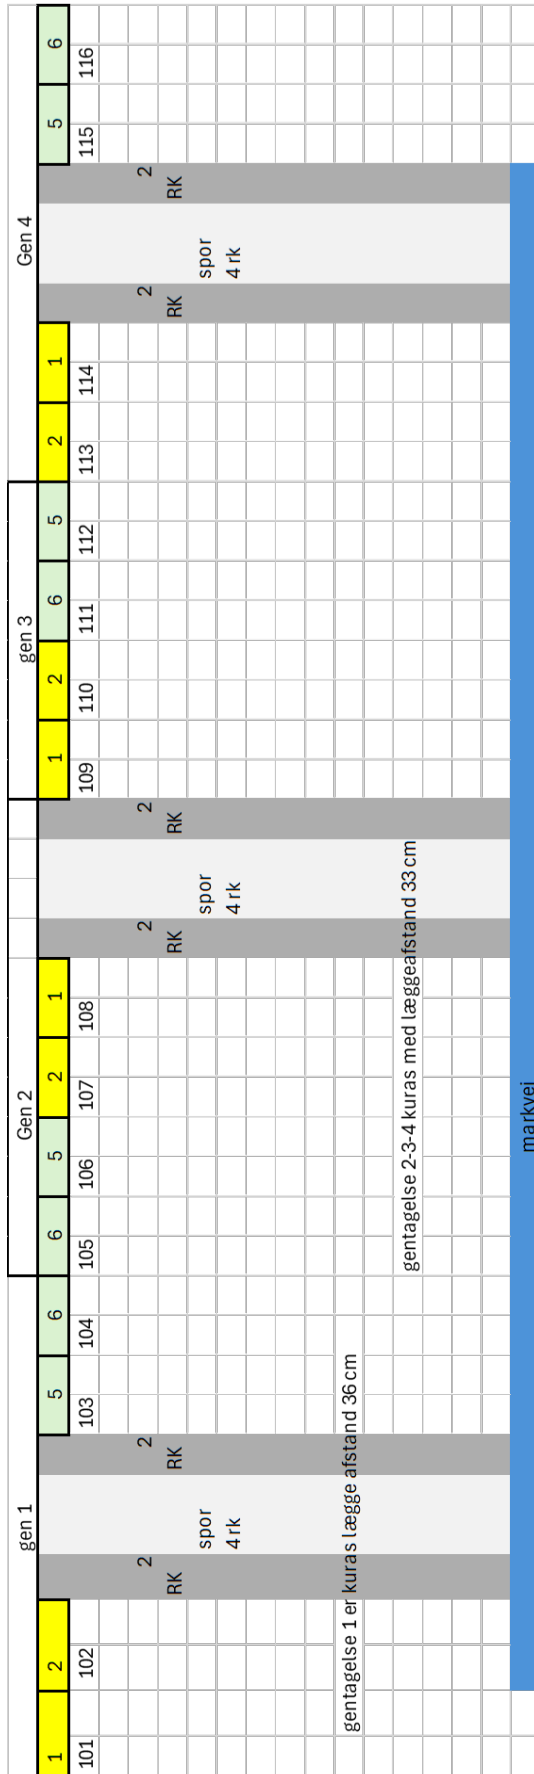 gen 1
Gen 2
gen 3
Gen 4
1
2
5
6
6
5
2
1
1
2
6
5
2
1
5
6
101
102
103
104
105
106
107
108
109
110
111
112
113
114
115
116
2
2
2
2
2
2
RK
RK
RK
RK
RK
RK
spor
4 rk
spor
4 rk
spor
4 rk
gentagelse 1 er kuras lægge afstand 36 cm
gentagelse 2-3-4 kuras med læggeafstand 33 cm
markvej